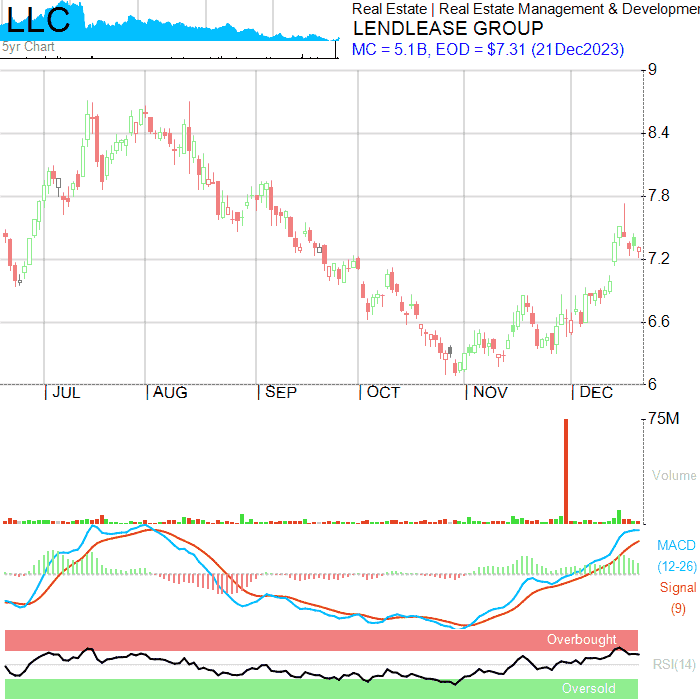 LLC
5yr Chart
Real Estate | Real Estate Management & Developmen
LENDLEASE GROUP
MC = 5.1B, EOD = $7.31 (21Dec2023)
9
8.4
7.8
7.2
6.6
6
JUL AUG SEP OCT NOV DEC
75M
Volume
MACD
(12-26)
Signal
(9)
Overbought
RSI(14)
Oversold